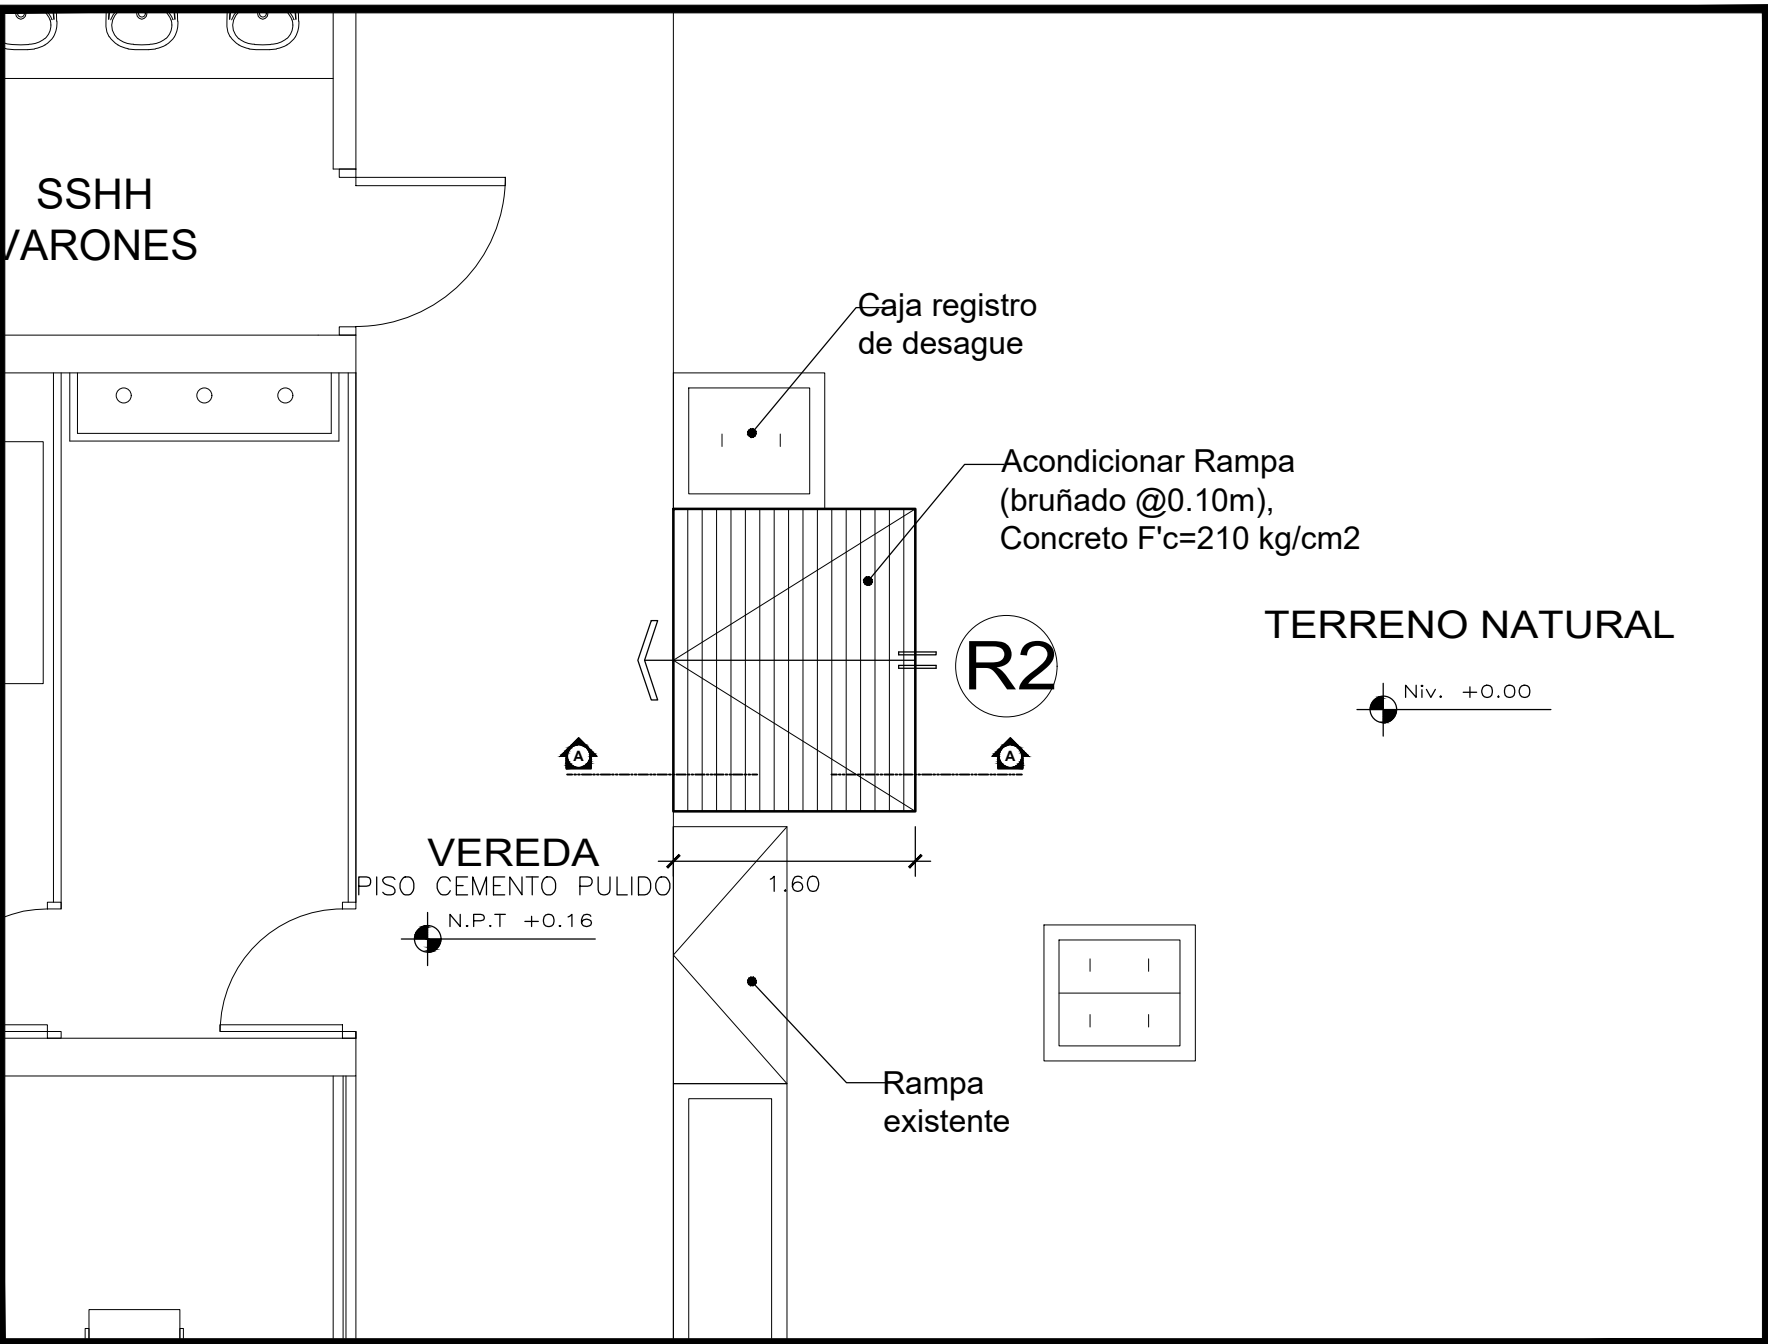 SSHH
VARONES
Caja registro
de desague
Acondicionar Rampa
(bruñado @0.10m),
Concreto F'c=210 kg/cm2
TERRENO NATURAL
Niv. +0.00
R2
A
A
VEREDA
PISO CEMENTO PULIDO
N.P.T +0.16
1.60
Rampa
existente